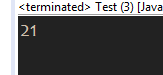 <terminated> Test (3) [Java
21